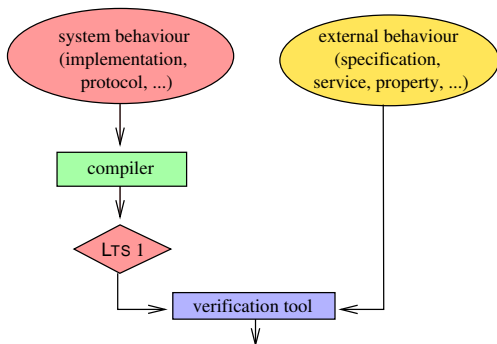 system behaviour
(implementation,
protocol, ...)
external behaviour
(specification,
service, property, ...)
compiler
LTS 1
verification tool